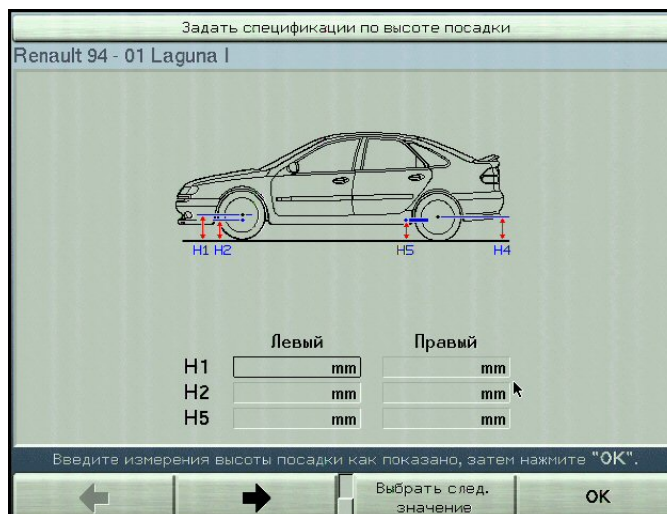 Задать спецификации по высоте посадки
Renault 94 - 01 Laguna I
H1 H2 H5 H4
Левый Правый
H1 mm mm
H2 mm mm
H5 mm mm
Введите измерения высоты посадки как показано, затем нажмите "OK".
Выбрать след.
значение
OK